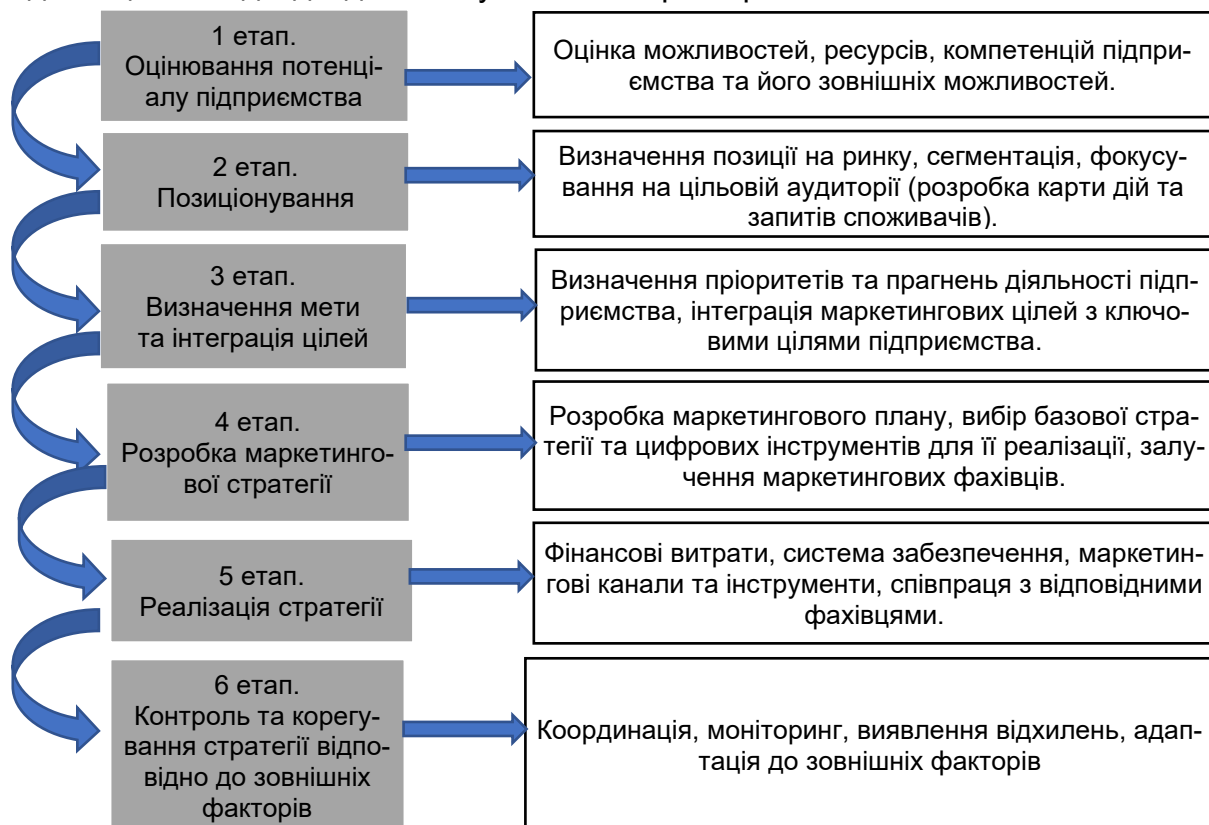 1 етап.
Оцінювання потенці-
алу підприємства
Оцінка можливостей, ресурсів, компетенцій підпри-
ємства та його зовнішніх можливостей.
2 етап.
Позиціонування
Визначення позиції на ринку, сегментація, фокусу-
вання на цільовій аудиторії (розробка карти дій та
запитів споживачів).
3 етап.
Визначення мети
та інтеграція цілей
Визначення пріоритетів та прагнень діяльності підп-
риємства, інтеграція маркетингових цілей з ключо-
вими цілями підприємства.
4 етап.
Розробка маркетинго-
вої стратегії
Розробка маркетингового плану, вибір базової стра-
тегії та цифрових інструментів для її реалізації, залу-
чення маркетингових фахівців.
5 етап.
Реалізація стратегії
Фінансові витрати, система забезпечення, маркетин-
гові канали та інструменти, співпраця з відповідними
фахівцями.
6 етап.
Контроль та корегу-
вання стратегії відпо-
відно до зовнішніх
факторів
Координація, моніторинг, виявлення відхилень, адап-
тація до зовнішніх факторів